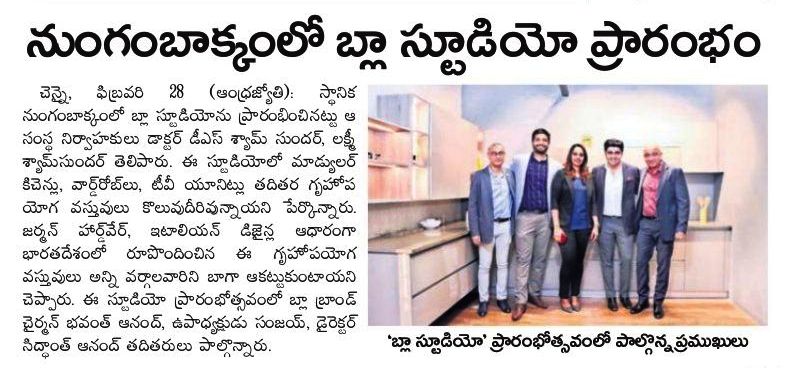 నుంగంబాక్కంలో బ్లా స్టూడియో ప్రారంభం
చెన్నై, ఫిబ్రవరి 28 (ఆంధ్రజ్యోతి): స్థానిక
నుంగంబాక్కంలో బ్లా స్టూడియోను ప్రారంభించినట్టు ఆ
సంస్థ నిర్వాహకులు డాక్టర్ డీఎస్ శ్యామ్ సుందర్, లక్ష్మీ
శ్యామ్‌సుందర్ తెలిపారు. ఈ స్టూడియోలో మాడ్యులర్
కిచెన్లు, వార్డ్‌రోబ్‌లు, టీవీ యూనిట్లు తదితర గృహోప
యోగ వస్తువులు కొలువుదీరివున్నాయని పేర్కొన్నారు.
జర్మన్ హార్డ్‌వేర్, ఇటాలియన్ డిజైన్ల ఆధారంగా
భారతదేశంలో రూపొందించిన ఈ గృహోపయోగ
వస్తువులు అన్ని వర్గాలవారిని బాగా ఆకట్టుకుంటాయని
చెప్పారు. ఈ స్టూడియో ప్రారంభోత్సవంలో బ్లా బ్రాండ్
చైర్మన్ భవంత్ ఆనంద్, ఉపాధ్యక్షుడు సంజయ్, డైరెక్టర్
సిద్ధాంత్ ఆనంద్ తదితరులు పాల్గొన్నారు.
'బ్లా స్టూడియో' ప్రారంభోత్సవంలో పాల్గొన్న ప్రముఖులు